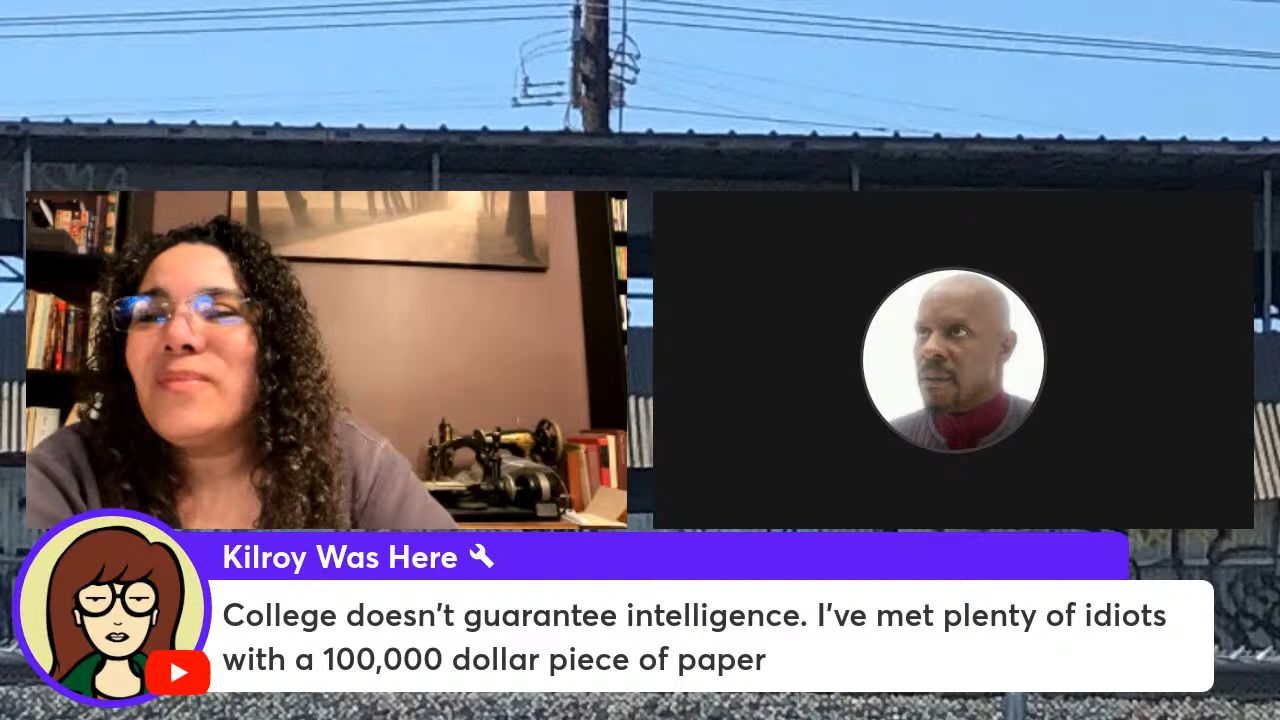 Kilroy Was Here
College doesn't guarantee intelligence. I've met plenty of idiots
with a 100,000 dollar piece of paper